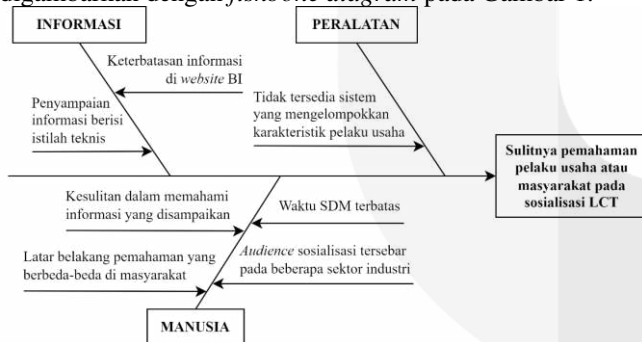 digambarkan dengan fishbone diagram pada Gambar 1.
INFORMASI
PERALATAN
Keterbatasan informasi
di website BI
Penyampaian
informasi berisi
istilah teknis
Tidak tersedia sistem
yang mengelompokkan
karakteristik pelaku usaha
Sulitnya pemahaman
pelaku usaha atau
masyarakat pada
sosialisasi LCT
Kesulitan dalam memahami
informasi yang disampaikan
Waktu SDM terbatas
Latar belakang pemahaman yang
berbeda-beda di masyarakat
Audience sosialisasi tersebar
pada beberapa sektor industri
MANUSIA